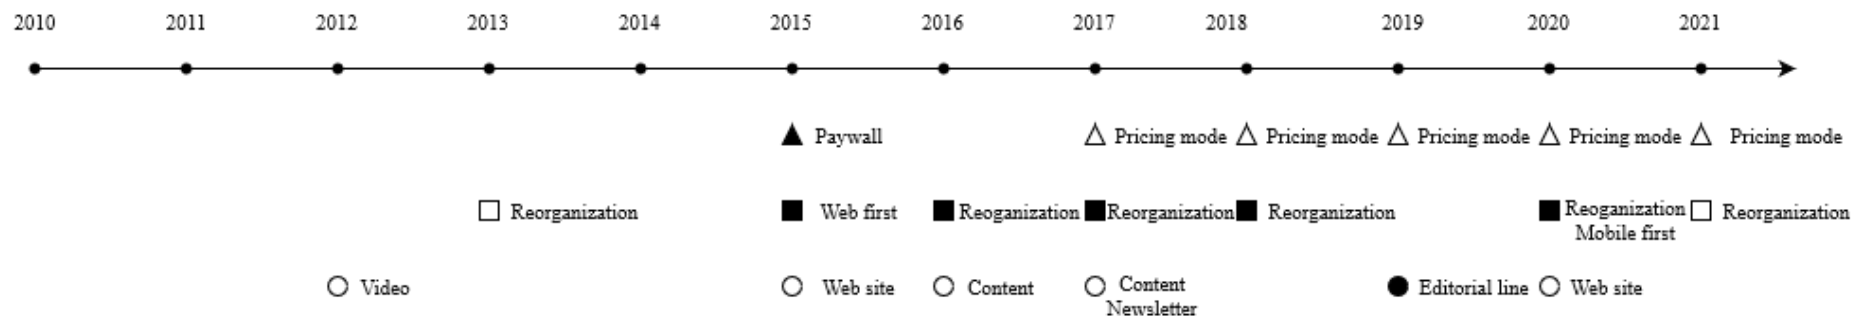 2010 2011 2012 2013 2014 2015 2016 2017 2018 2019 2020 2021
Paywall Pricing mode Pricing mode Pricing mode Pricing mode Pricing mode
Reorganization Web first Reoganization Reorganization Reorganization Reoganization Reorganization
Mobile first
Video Web site Content Content Editorial line Web site
Newsletter